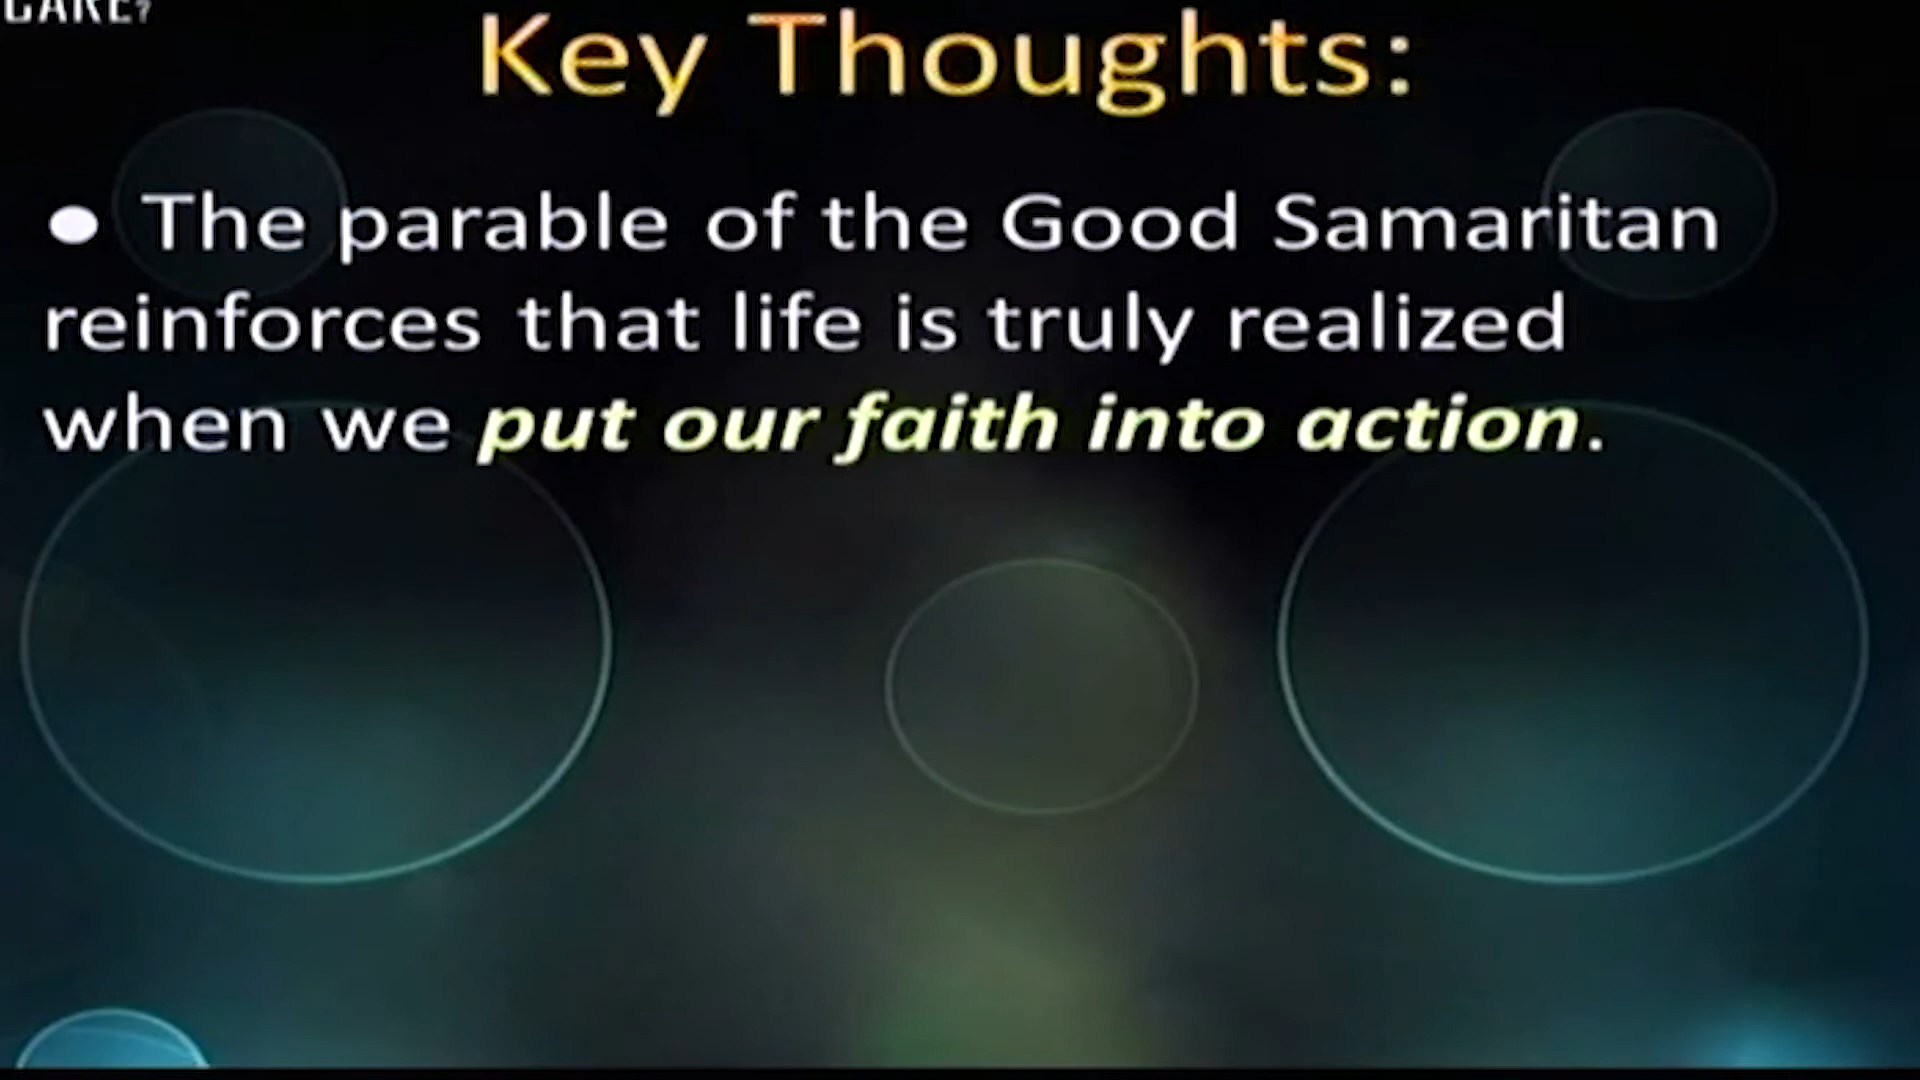 CARE?
Key Thoughts:
● The parable of the Good Samaritan
reinforces that life is truly realized
when we put our faith into action.